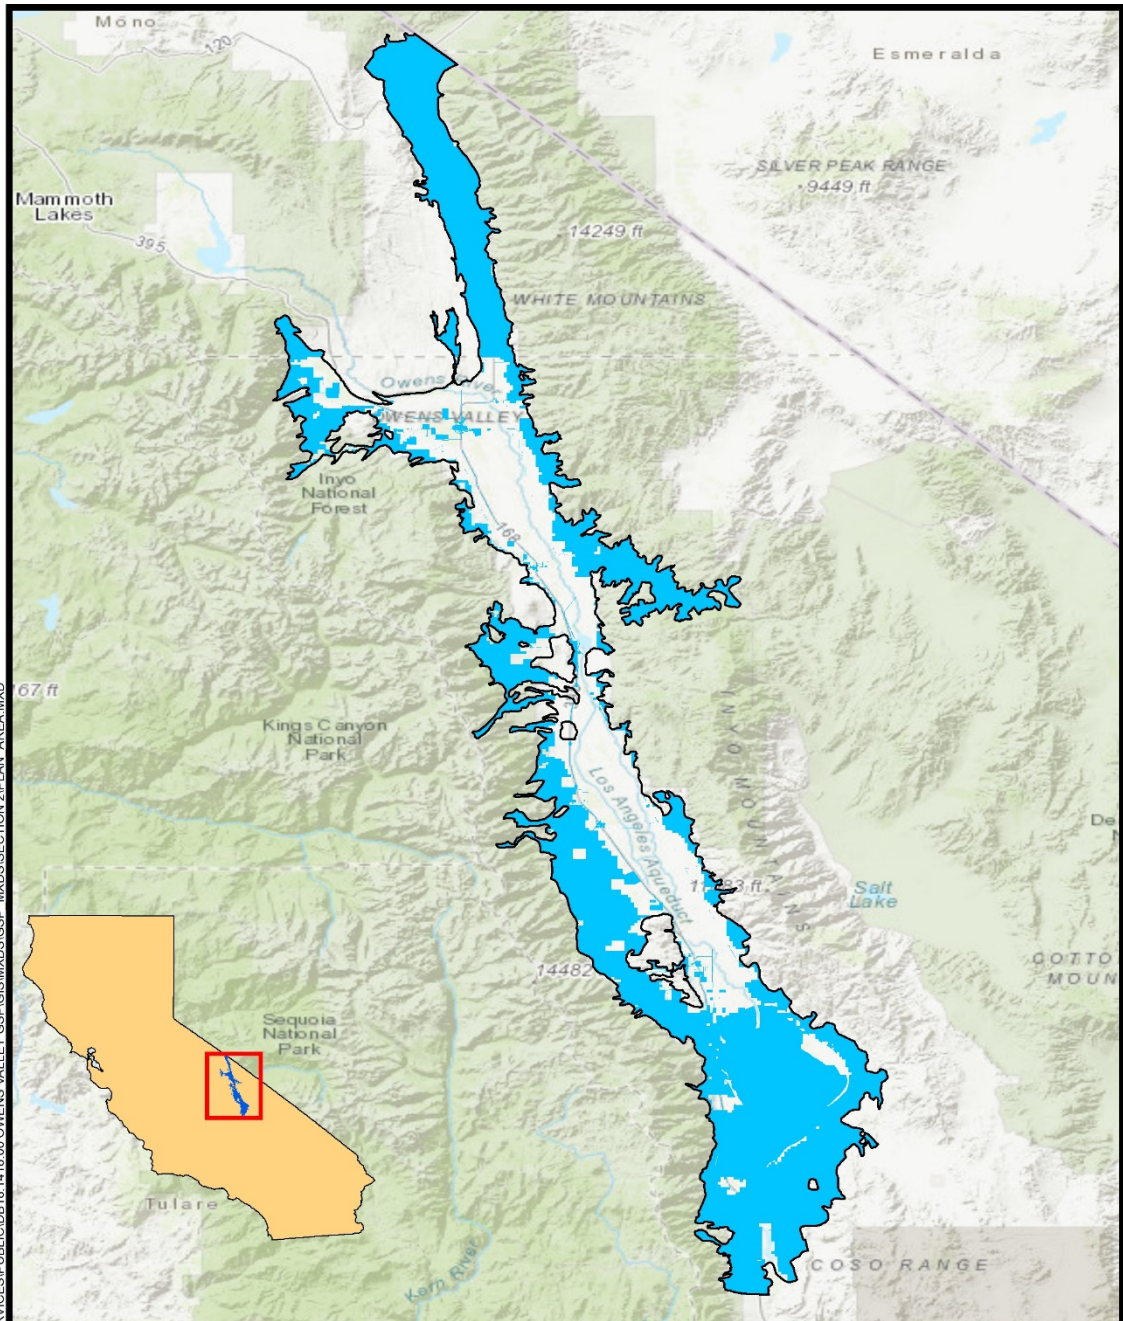 Mono
120
Esmeralda
SILVER PEAK RANGE
9449 ft
Mammoth
Lakes
395
14249 ft
WHITE MOUNTAINS
Owens River
OWENS VALLEY
Inyo
National
Forest
168
67 ft
Kings Canyon
National
Park
INYO MOUNTAINS
Los Angeles Aqueduct
Salt
Lake
14482
Sequoia
National
Park
COTTO
MOUN
Tulare
Kern River
COSO RANGE